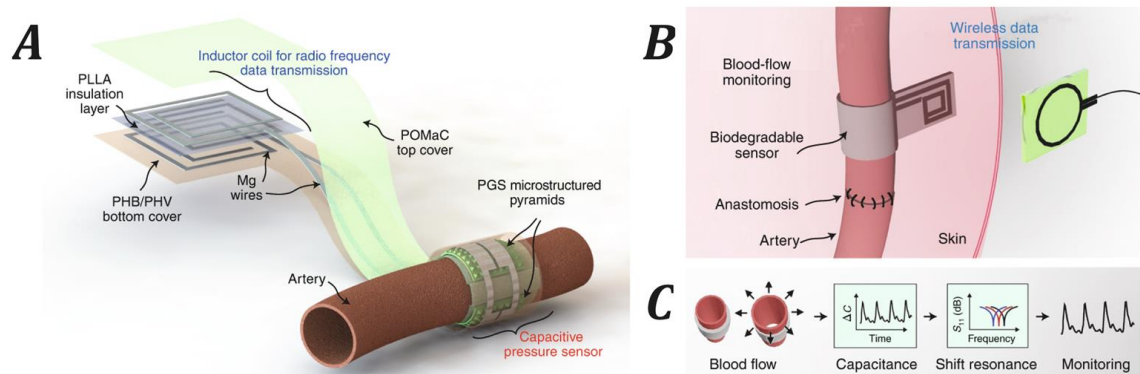 A
Inductor coil for radio frequency
data transmission
PLLA
insulation
layer
POMaC
top cover
PHB/PHV
bottom cover
Mg
wires
PGS microstructured
pyramids
Artery
Capacitive
pressure sensor
B
Wireless data
transmission
Blood-flow
monitoring
Biodegradable
sensor
Anastomosis
Artery
Skin
C
Blood flow
ΔC
Time
Capacitance
S11 (dB)
Frequency
Shift resonance
Monitoring